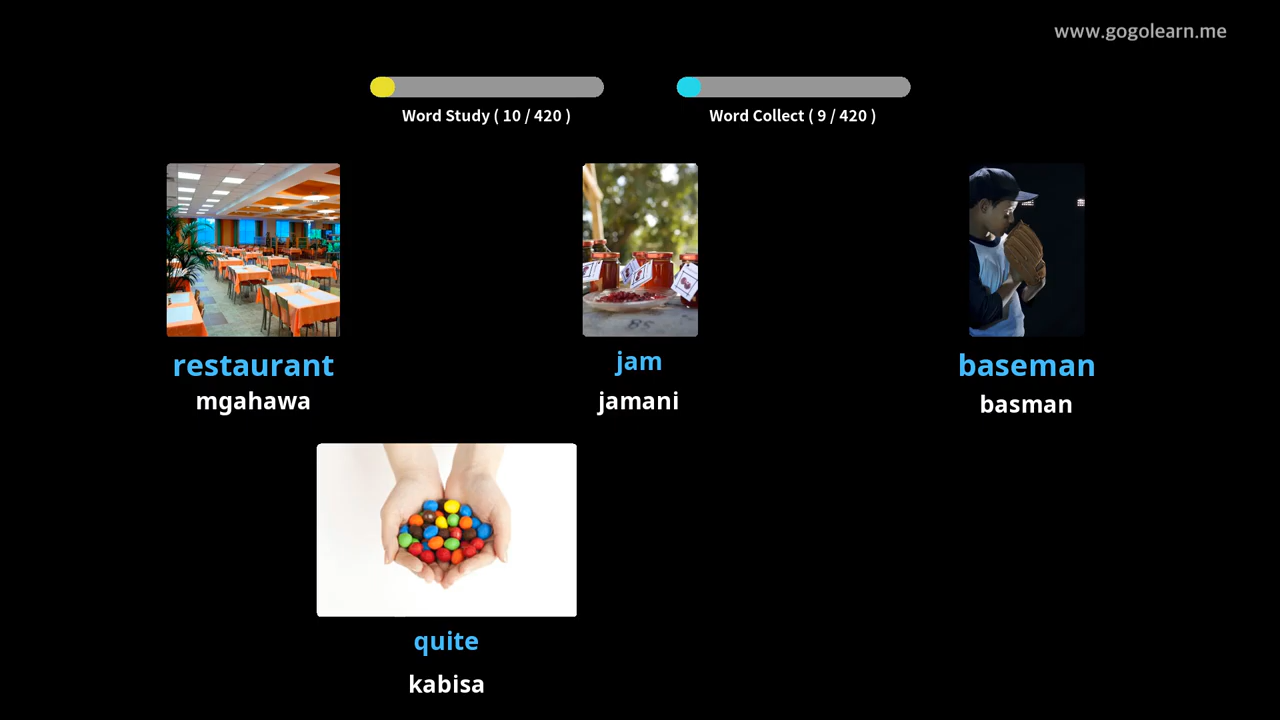 www.gogolearn.me
Word Study ( 10 / 420 )
Word Collect ( 9 / 420 )
restaurant
mgahawa
jam
jamani
baseman
basman
quite
kabisa